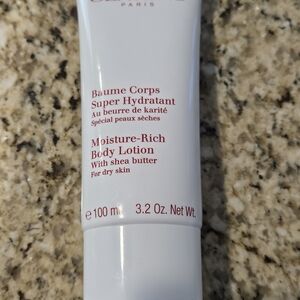 PARIS
Baume Corps
Super Hydratant
Au beurre de karité
Spécial peaux sèches
Moisture-Rich
Body Lotion
With shea butter
For dry skin
e 100 ml 3.2 Oz. Net Wt.